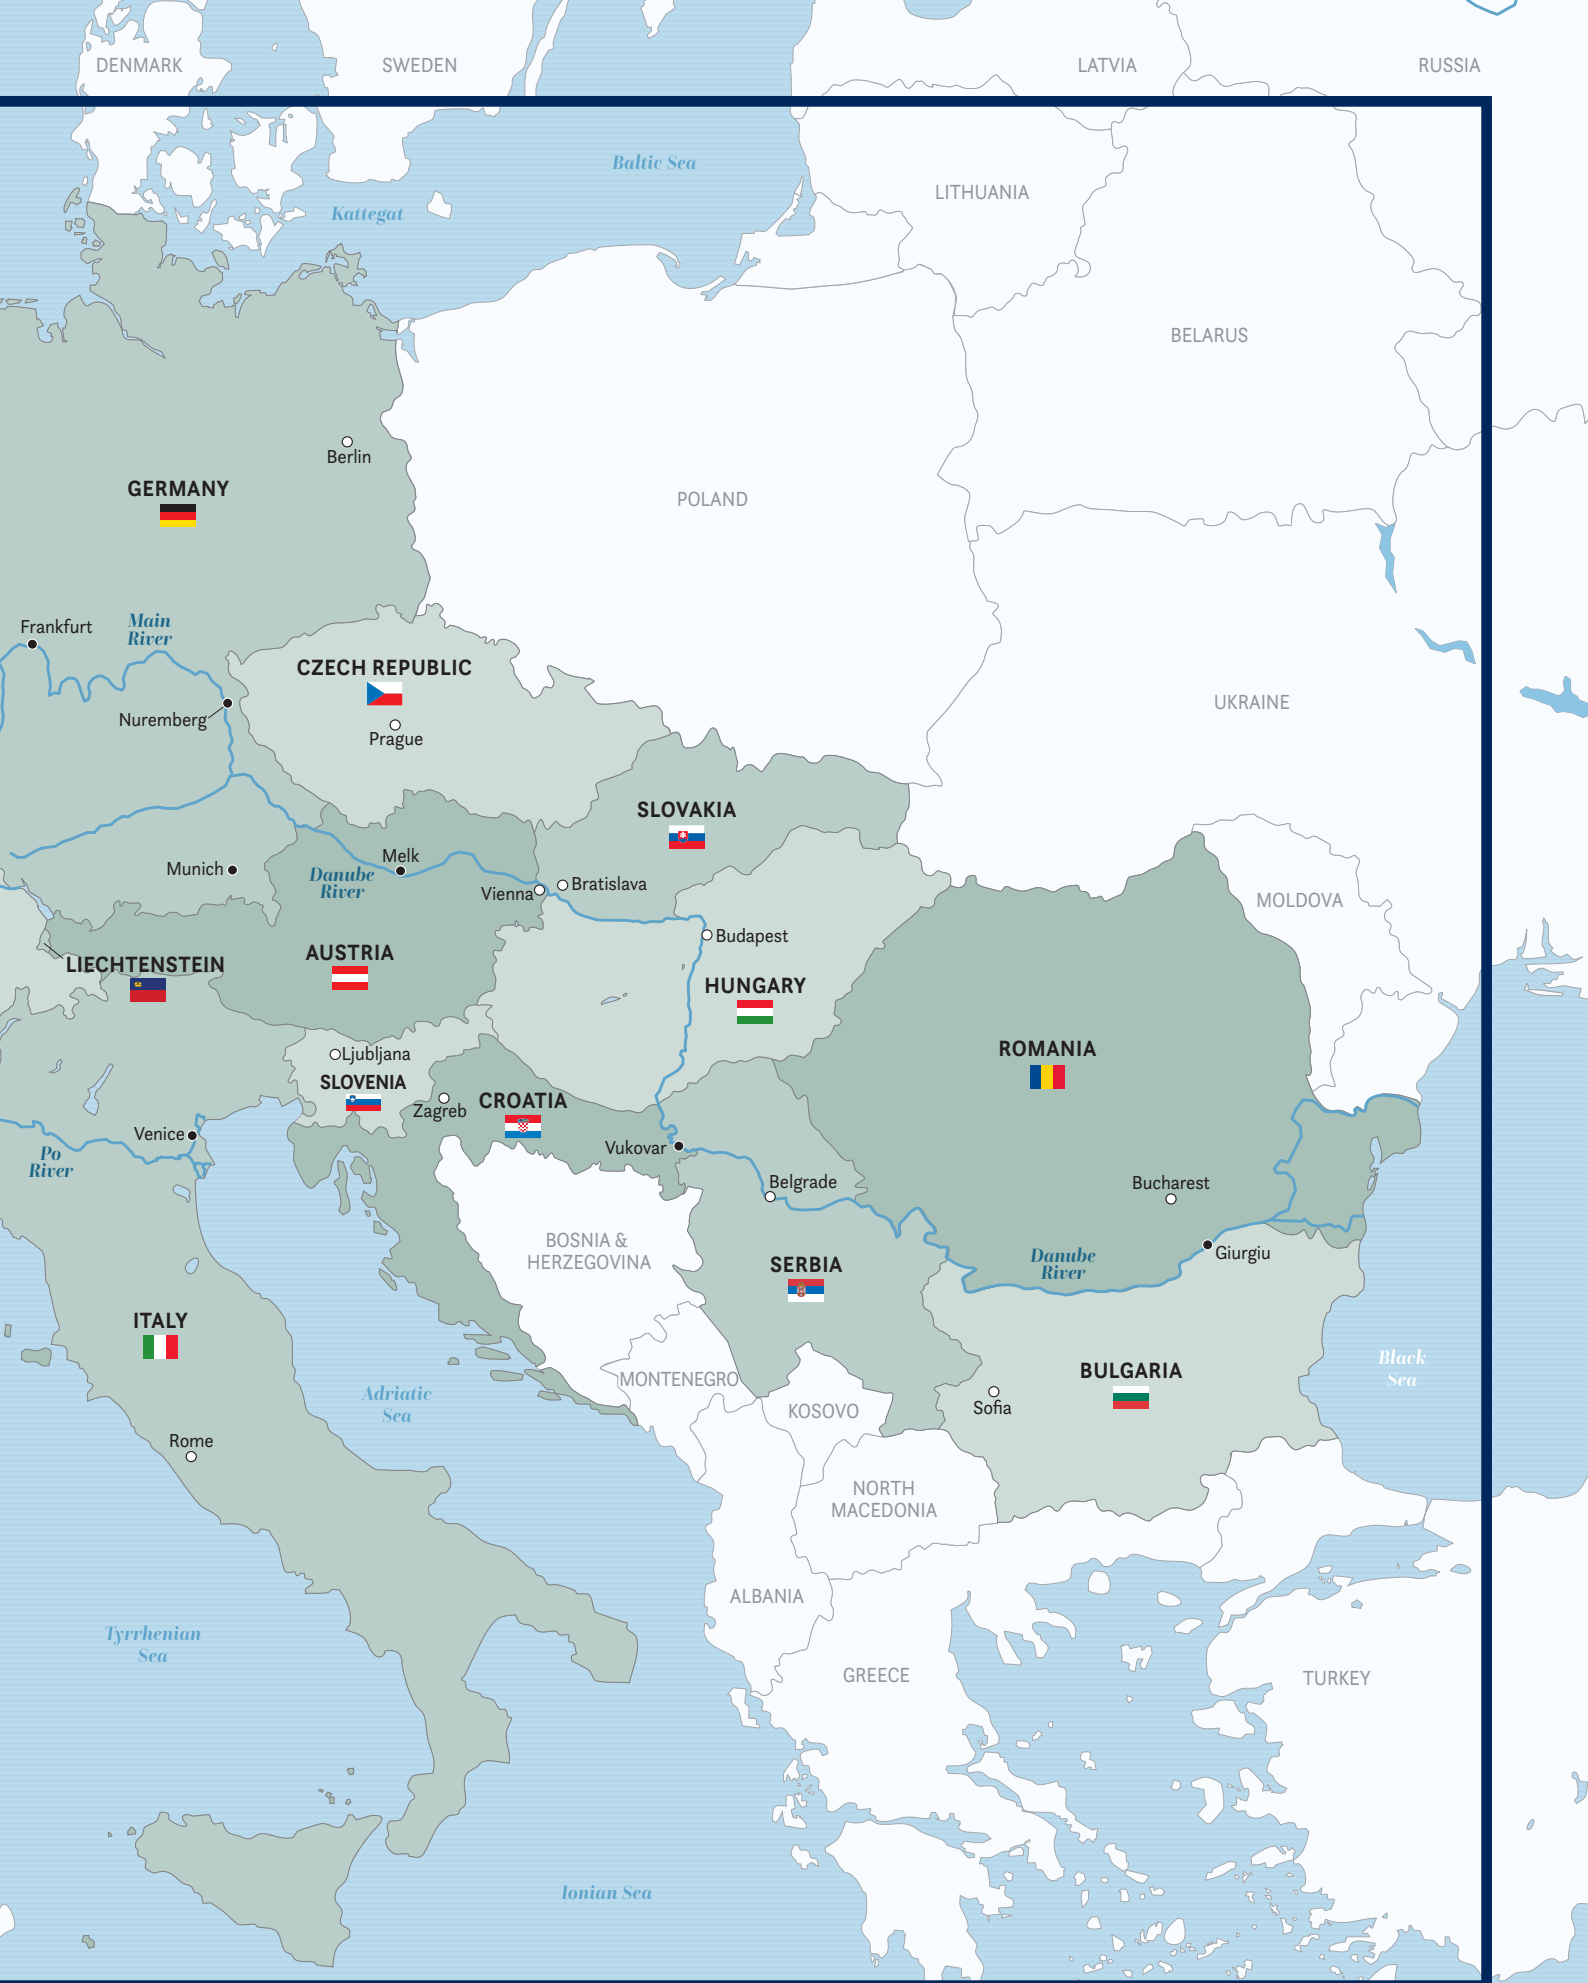 DENMARK
SWEDEN
LATVIA
RUSSIA
Baltic Sea
LITHUANIA
Kattegat
BELARUS
Berlin
GERMANY
POLAND
Frankfurt
Main
River
CZECH REPUBLIC
UKRAINE
Nuremberg
Prague
SLOVAKIA
Melk
Munich
Danube
River
Vienna
Bratislava
MOLDOVA
Budapest
AUSTRIA
LIECHTENSTEIN
HUNGARY
ROMANIA
Ljubljana
SLOVENIA
CROATIA
Zagreb
Venice
Vukovar
Po
River
Belgrade
Bucharest
BOSNIA &
HERZEGOVINA
Danube
River
Giurgiu
SERBIA
ITALY
Black
Sea
BULGARIA
MONTENEGRO
Adriatic
Sea
KOSOVO
Sofia
Rome
NORTH
MACEDONIA
ALBANIA
Tyrrhenian
Sea
GREECE
TURKEY
Ionian Sea